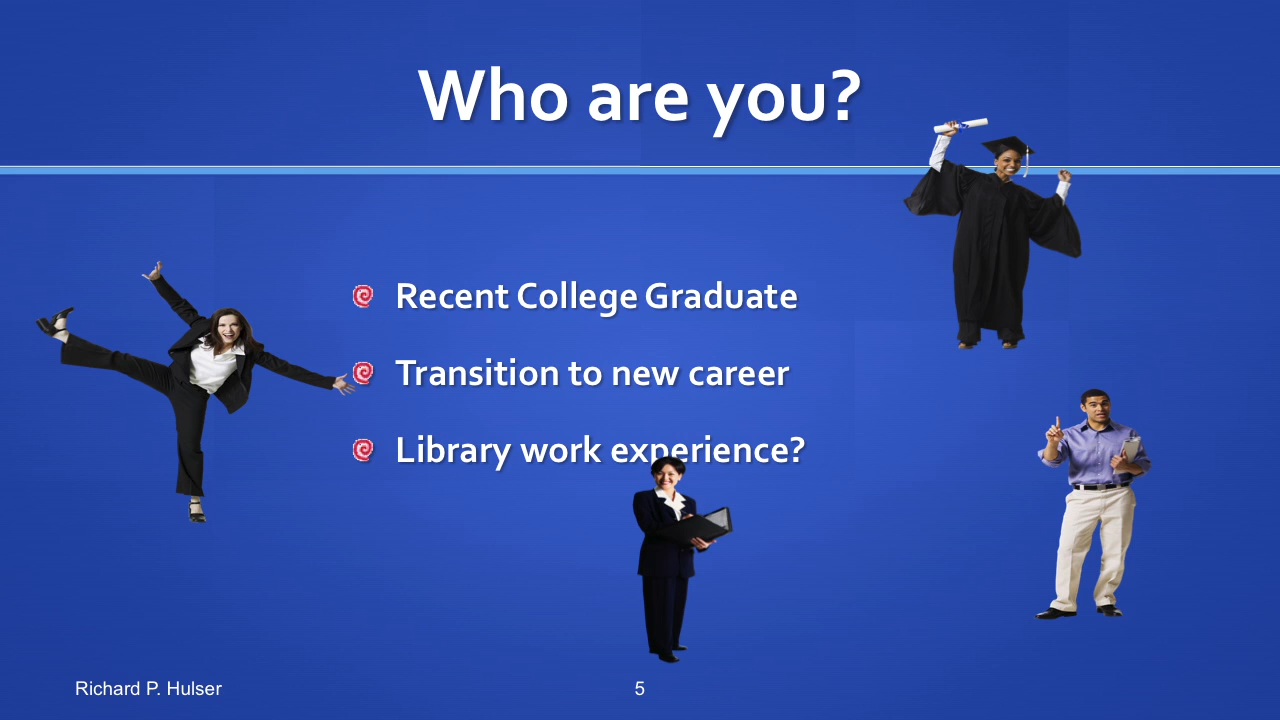 Who are you?
Recent College Graduate
Transition to new career
Library work experience?
Richard P. Hulser
5